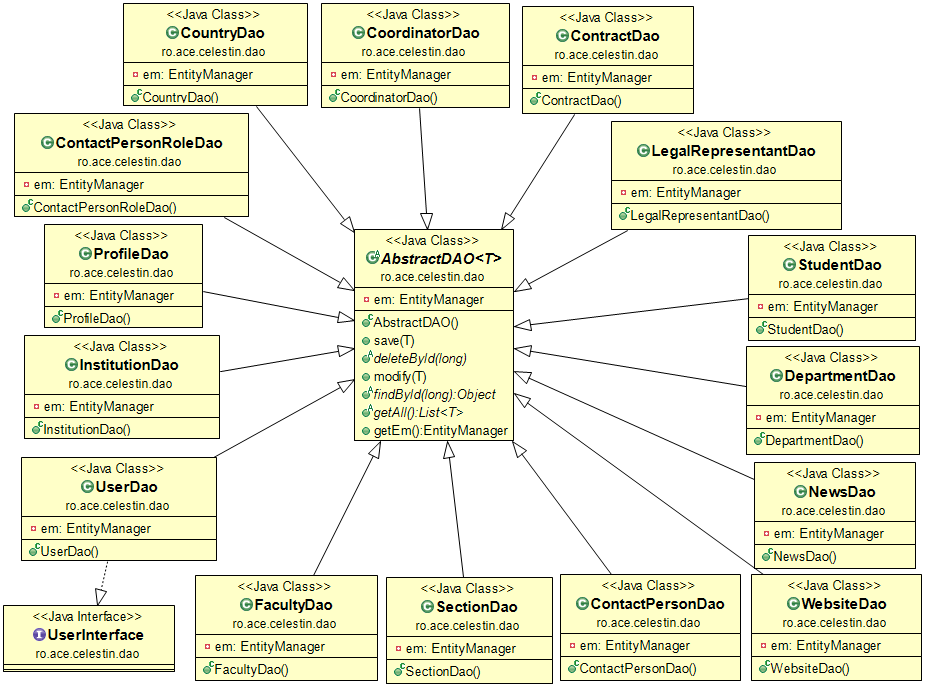 <<Java Class>>
CountryDao
ro.ace.celestin.dao
em: EntityManager
CountryDao()
<<Java Class>>
CoordinatorDao
ro.ace.celestin.dao
em: EntityManager
CoordinatorDao()
<<Java Class>>
ContractDao
ro.ace.celestin.dao
em: EntityManager
ContractDao()
<<Java Class>>
ContactPersonRoleDao
ro.ace.celestin.dao
em: EntityManager
ContactPersonRoleDao()
<<Java Class>>
LegalRepresentantDao
ro.ace.celestin.dao
em: EntityManager
LegalRepresentantDao()
<<Java Class>>
ProfileDao
ro.ace.celestin.dao
em: EntityManager
ProfileDao()
<<Java Class>>
AbstractDAO<T>
ro.ace.celestin.dao
em: EntityManager
AbstractDAO()
save(T)
deleteById(long)
modify(T)
findById(long):Object
getAll():List<T>
getEm():EntityManager
<<Java Class>>
StudentDao
ro.ace.celestin.dao
em: EntityManager
StudentDao()
<<Java Class>>
InstitutionDao
ro.ace.celestin.dao
em: EntityManager
InstitutionDao()
<<Java Class>>
DepartmentDao
ro.ace.celestin.dao
em: EntityManager
DepartmentDao()
<<Java Class>>
UserDao
ro.ace.celestin.dao
em: EntityManager
UserDao()
<<Java Class>>
NewsDao
ro.ace.celestin.dao
em: EntityManager
NewsDao()
<<Java Interface>>
UserInterface
ro.ace.celestin.dao
<<Java Class>>
FacultyDao
ro.ace.celestin.dao
em: EntityManager
FacultyDao()
<<Java Class>>
SectionDao
ro.ace.celestin.dao
em: EntityManager
SectionDao()
<<Java Class>>
ContactPersonDao
ro.ace.celestin.dao
em: EntityManager
ContactPersonDao()
<<Java Class>>
WebsiteDao
ro.ace.celestin.dao
em: EntityManager
WebsiteDao()